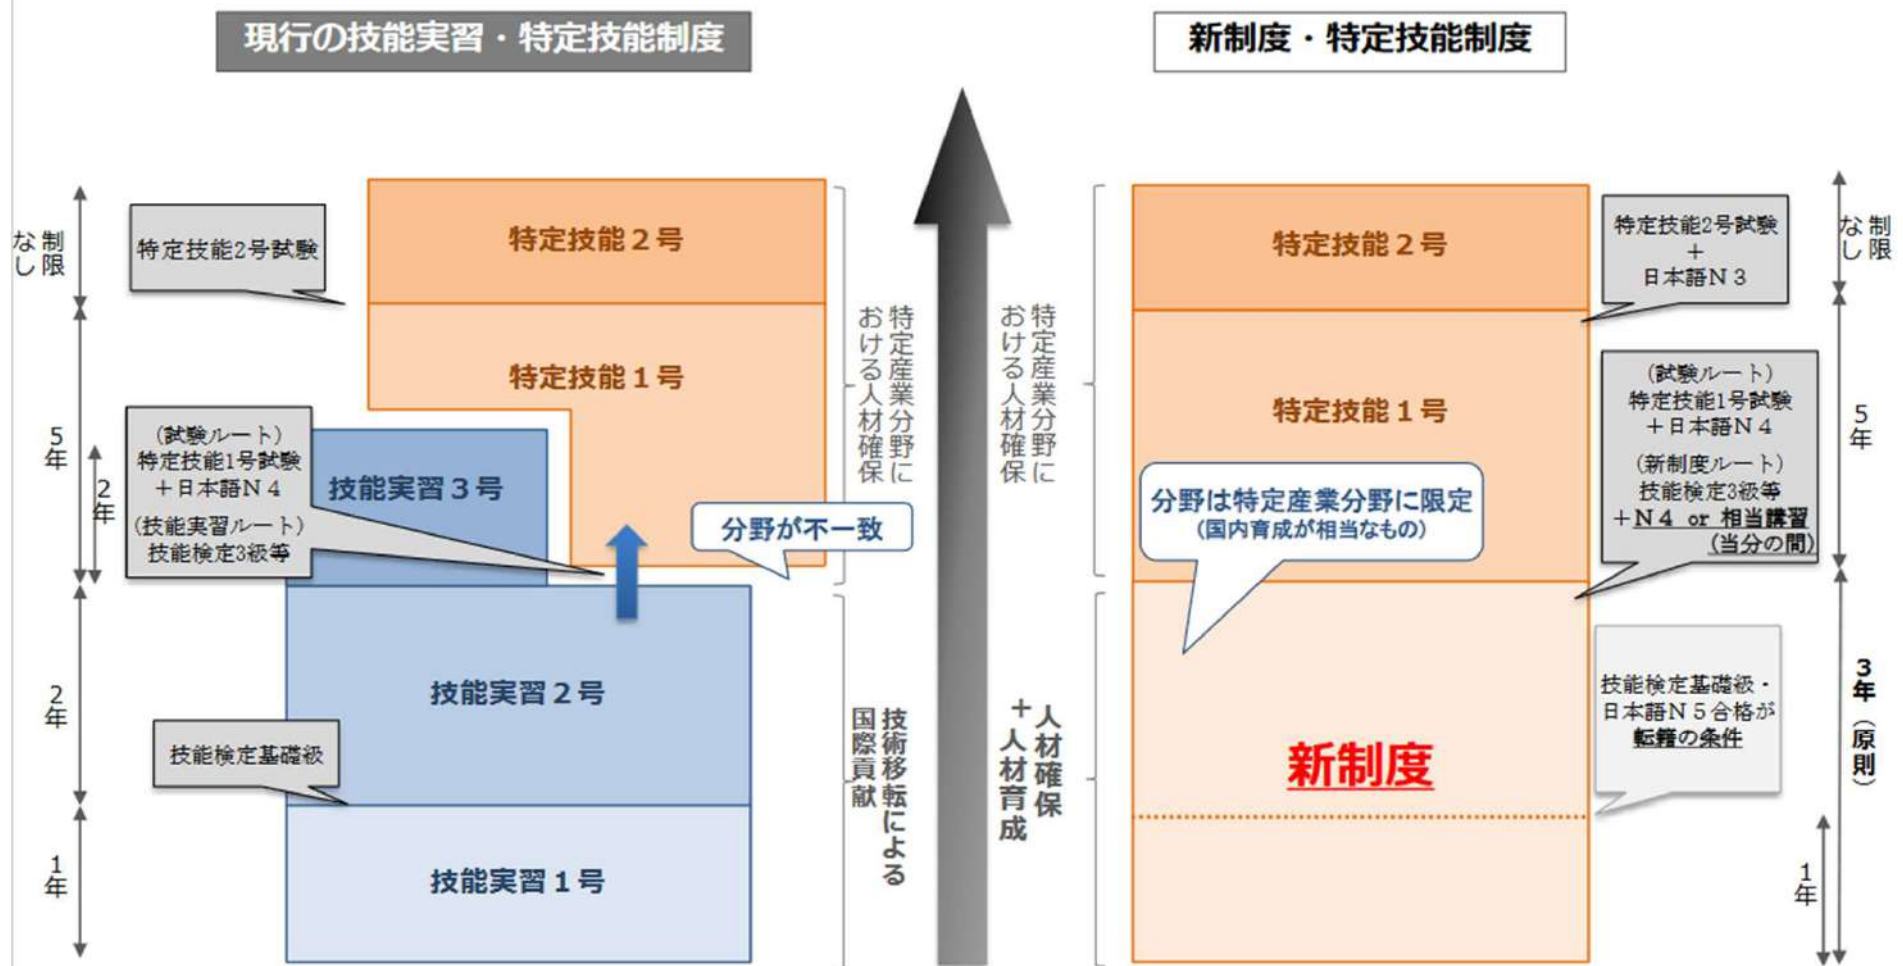 現行の技能実習・特定技能制度
制限
なし
5年
2年
2年
1年
特定技能2号試験
(試験ルート)
特定技能1号試験
+日本語N4
(技能実習ルート)
技能検定3級等
技能検定基礎級
特定技能2号
特定技能1号
技能実習3号
分野が不一致
技能実習2号
技能実習1号
特定産業分野に
おける人材確保
技術移転による
国際貢献
新制度・特定技能制度
特定産業分野に
おける人材確保
人材確保
+人材育成
特定技能2号
特定技能1号
分野は特定産業分野に限定
(国内育成が相当なもの)
新制度
特定技能2号試験
+
日本語N3
(試験ルート)
特定技能1号試験
+日本語N4
(新制度ルート)
技能検定3級等
+N4 or 相当講習
(当分の間)
技能検定基礎級・
日本語N5合格が
転籍の条件
制限
なし
5年
3年(原則)
1年